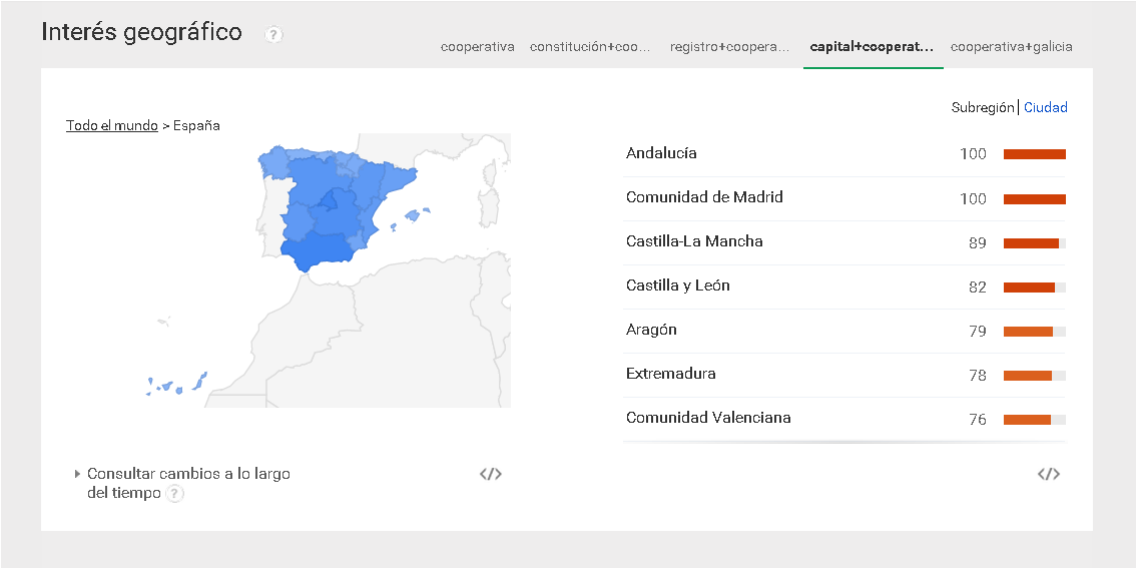 Interés geográfico ?
cooperativa constitución+coo... registro+coopera... capital+cooperat... cooperativa+galicia
Subregión | Ciudad
Todo el mundo > España
Andalucía 100
Comunidad de Madrid 100
Castilla-La Mancha 89
Castilla y León 82
Aragón 79
Extremadura 78
Comunidad Valenciana 76
Consultar cambios a lo largo
del tiempo ?
</> </>